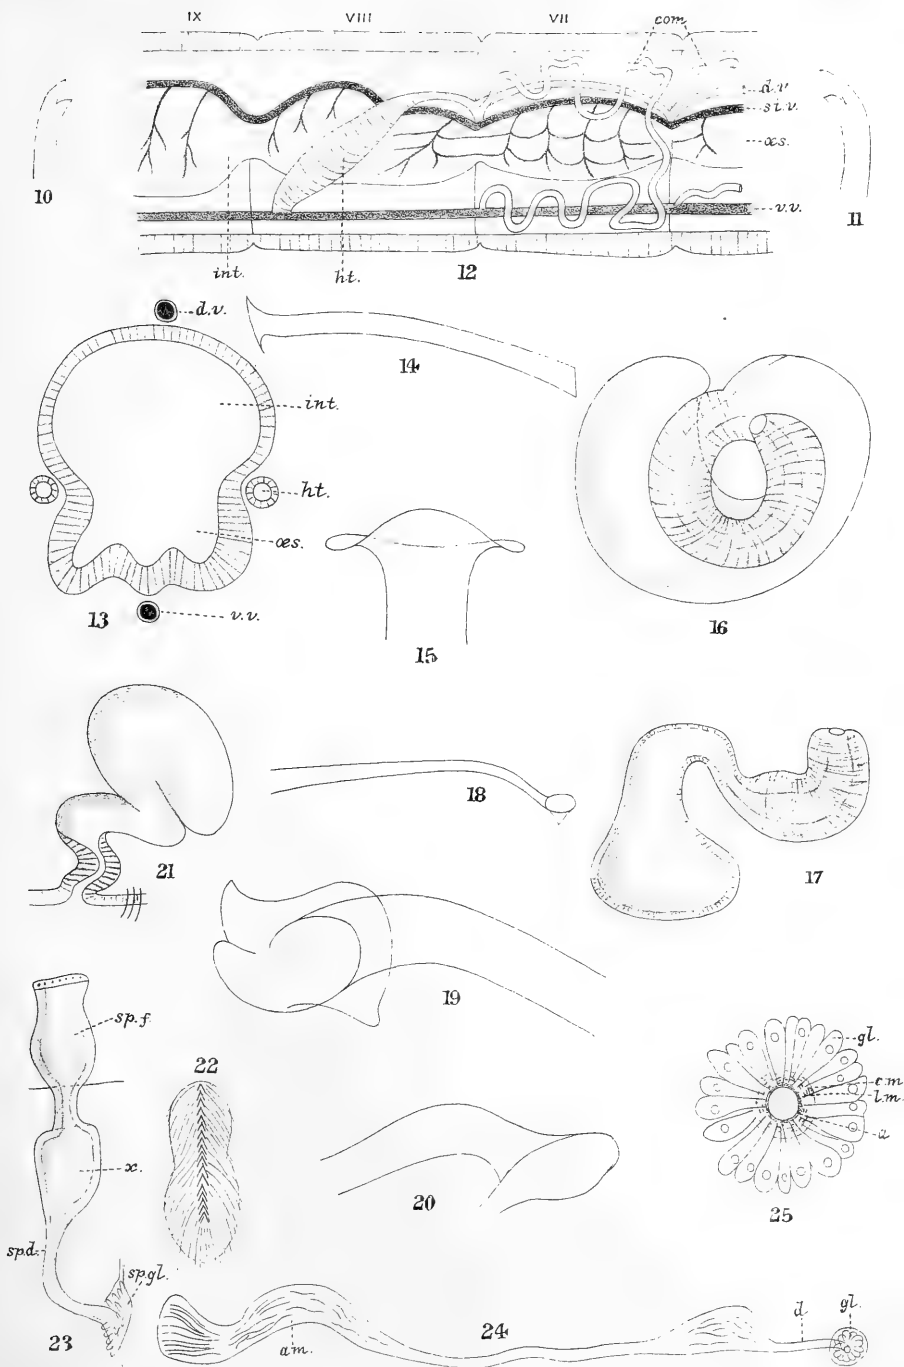 IX VIII VII com
d.v.
si.v.
œs.
10
v.v.
11
int. ht. 12
d.v.
14
int.
ht.
œs.
13
v.v.
15
16
18
21
17
19
sp.f.
22
gl.
c.m.
l.m.
a
x.
20
25
sp.d.
sp.gl.
d
gl.
23
a.m.
24